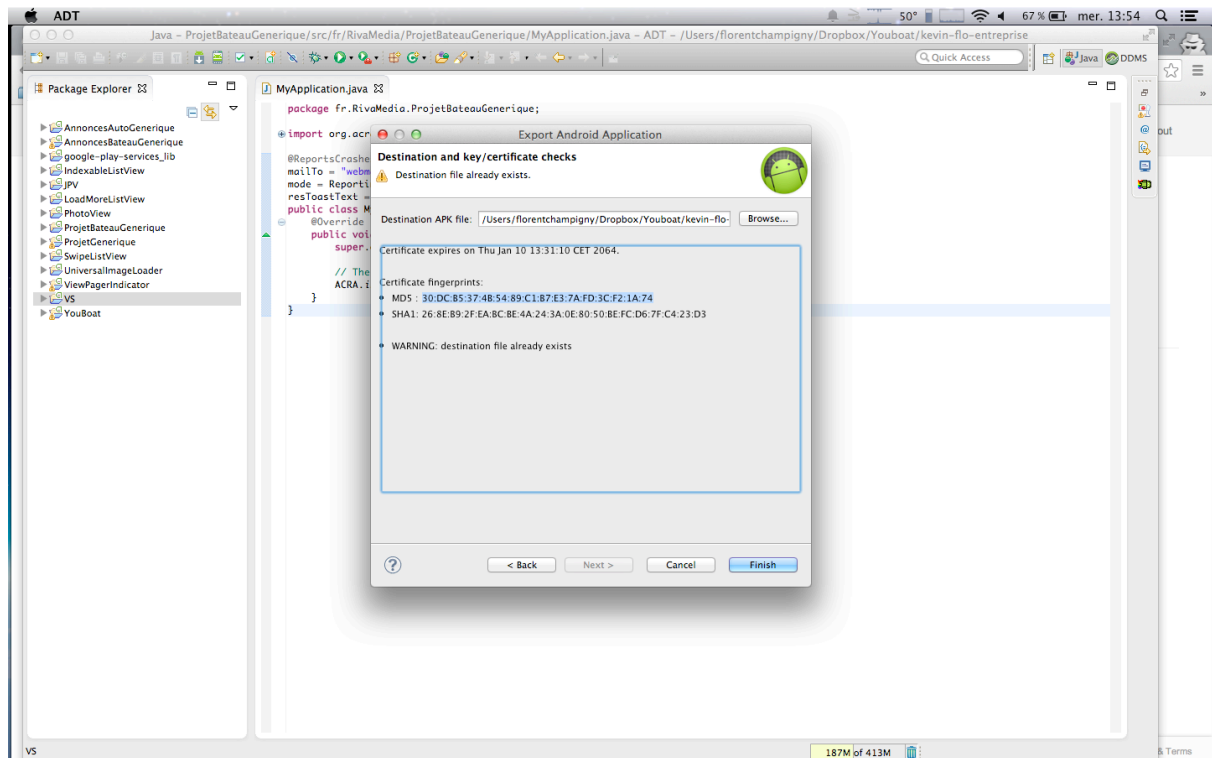 ADT
50°
67 %
mer. 13:54
Java – ProjetBateauGenerique/src/fr/RivaMedia/ProjetBateauGenerique/MyApplication.java – ADT – /Users/florentchampigny/Dropbox/Youboat/kevin-flo-entreprise
Quick Access
Java
DDMS
Package Explorer
AnnoncesAutoGenerique
AnnoncesBateauGenerique
google-play-services_lib
IndexableListView
JPV
LoadMoreListView
PhotoView
ProjetBateauGenerique
ProjetGenerique
SwipeListView
UniversalImageLoader
ViewPagerIndicator
VS
YouBoat
MyApplication.java
package fr.RivaMedia.ProjetBateauGenerique;
import org.acr
@ReportsCrashe
mailTo = "webm
mode = Reporti
resToastText =
public class M
@Override
public voi
super.
// The
ACRA.i
}
}
Export Android Application
Destination and key/certificate checks
Destination file already exists.
Destination APK file: /Users/florentchampigny/Dropbox/Youboat/kevin-flo- Browse...
Certificate expires on Thu Jan 10 13:31:10 CET 2064.
Certificate fingerprints:
MD5 : 30:DC:B5:37:4B:54:89:C1:B7:E3:7A:FD:3C:F2:1A:74
SHA1: 26:8E:B9:2F:EA:BC:BE:4A:24:3A:0E:80:50:BE:FC:D6:7F:C4:23:D3
WARNING: destination file already exists
< Back Next > Cancel Finish
out
VS
187M of 413M
& Terms